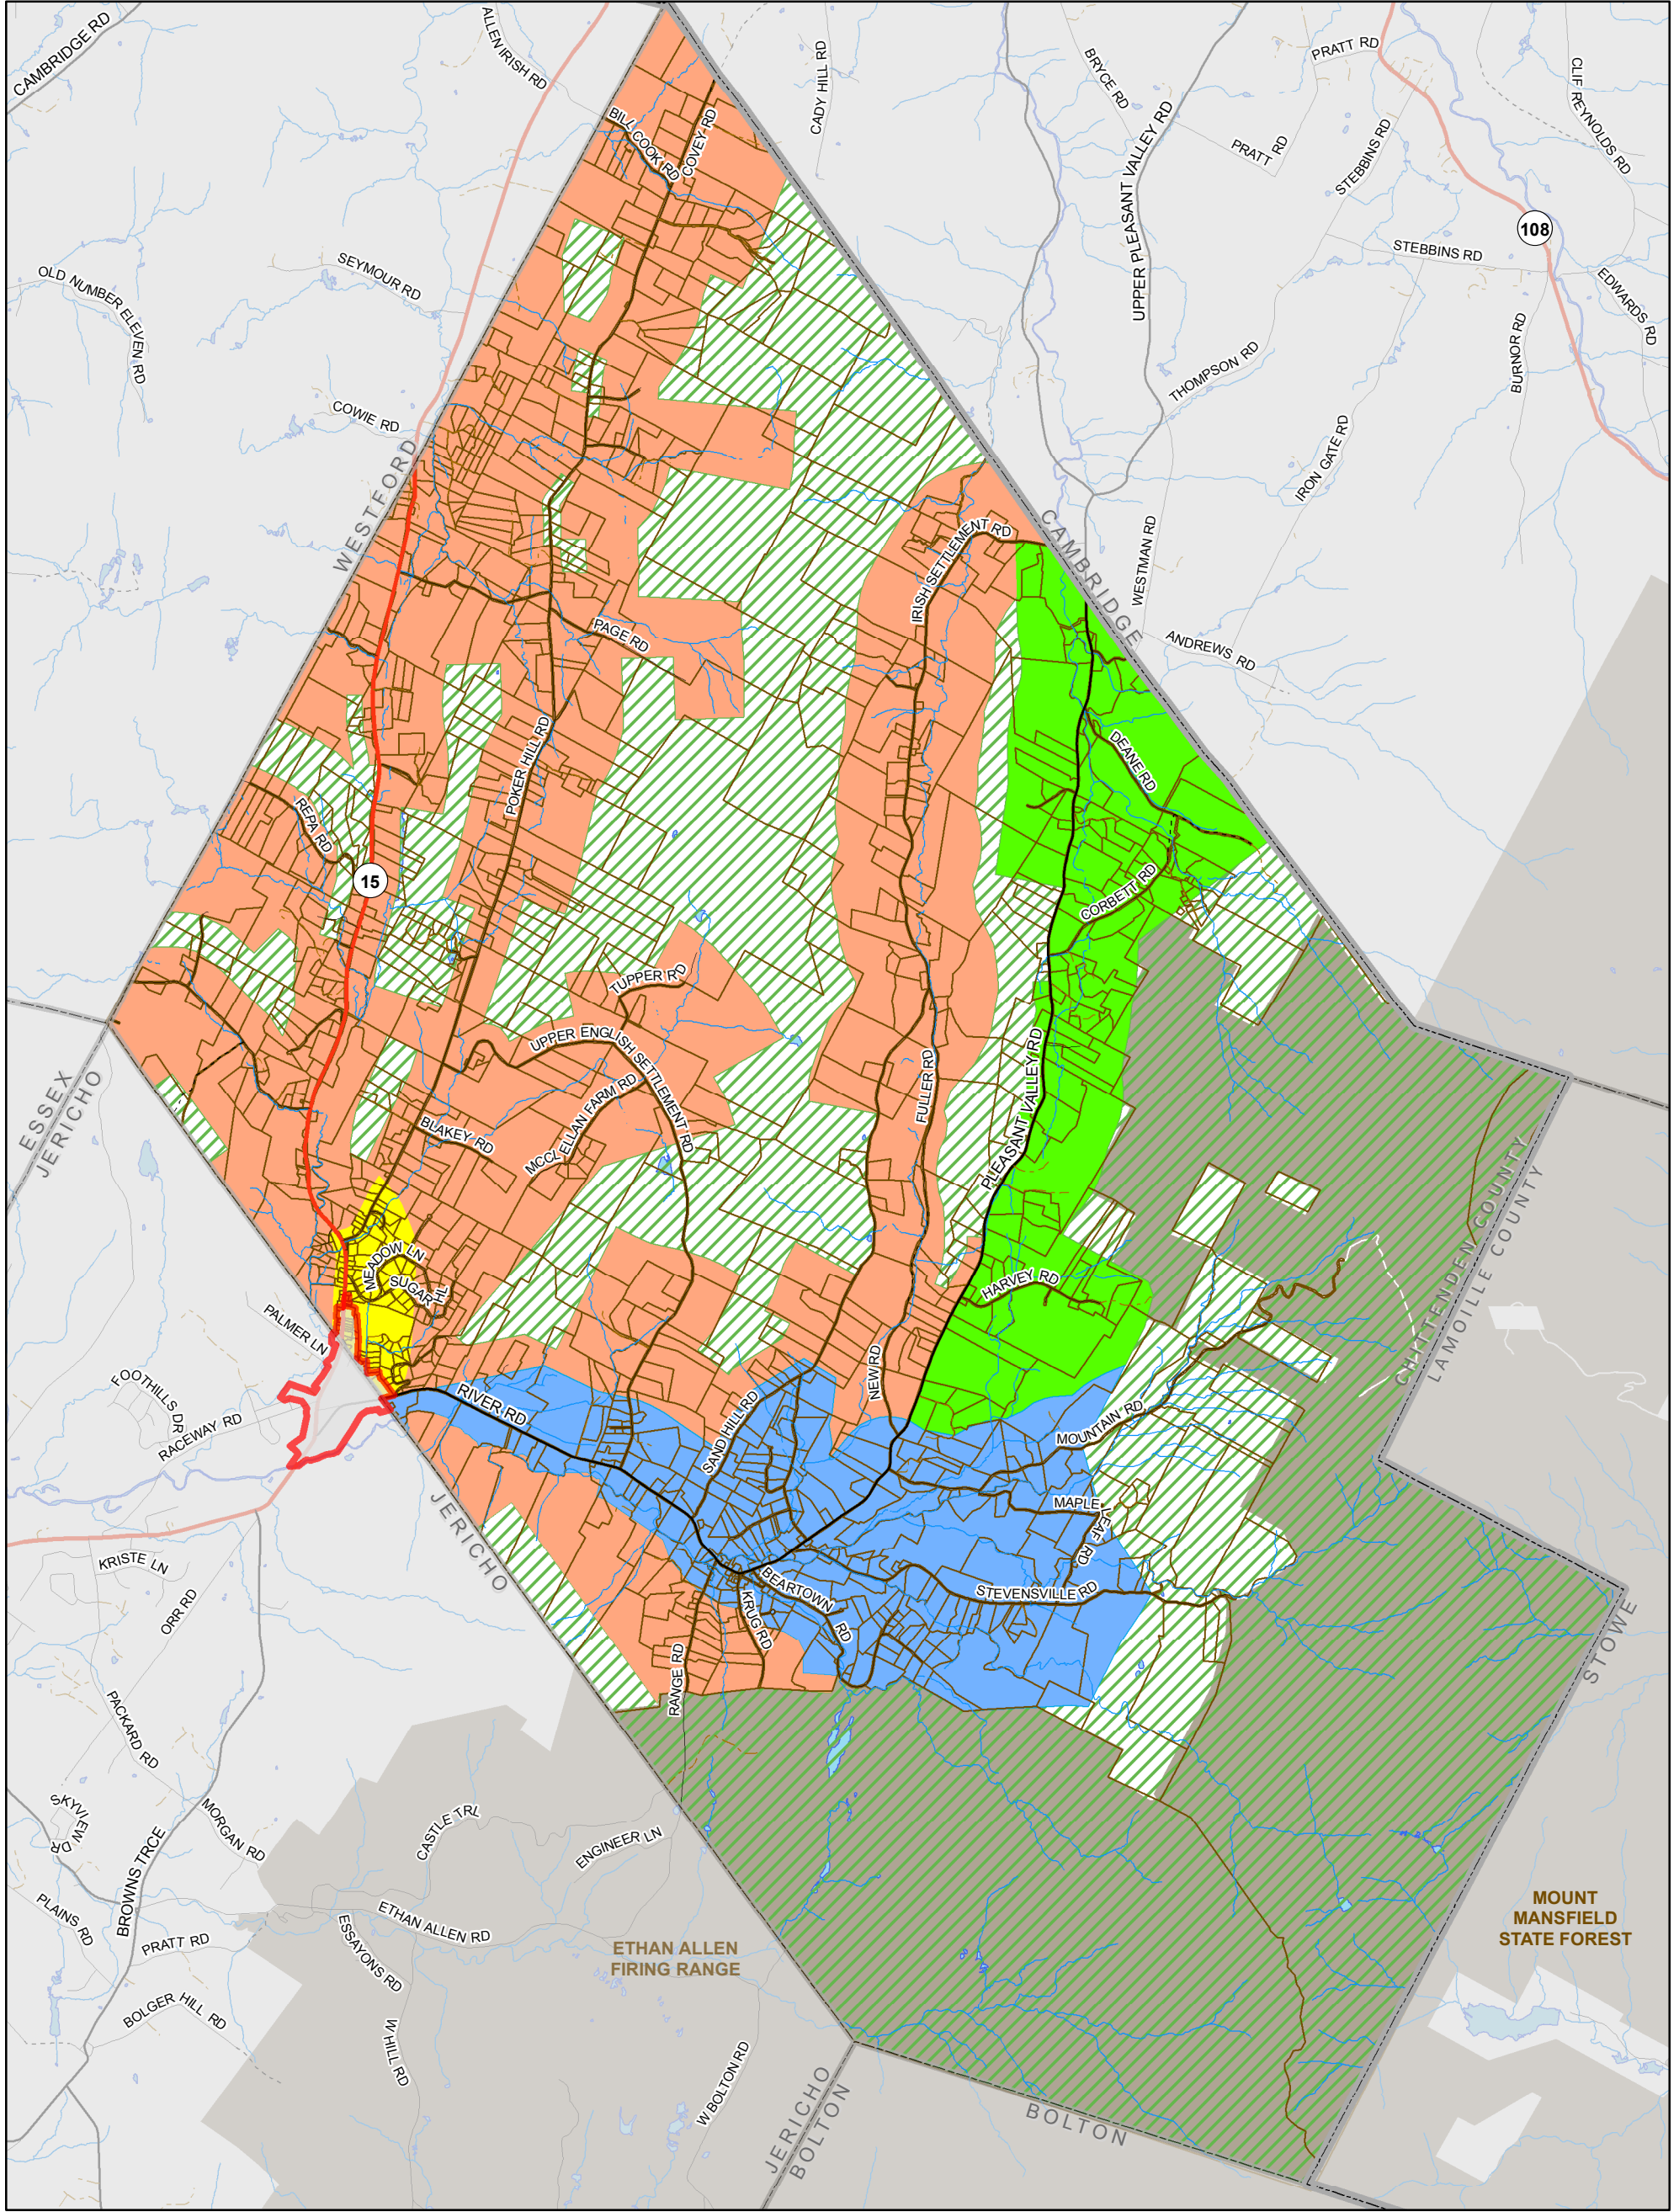 CAMBRIDGE RD
ALLEN IRISH RD
CADY HILL RD
BRYCE RD
PRATT RD
CLIF REYNOLDS RD
BILL COOK RD
COVEY RD
UPPER PLEASANT VALLEY RD
PRATT RD
STEBBINS RD
108
STEBBINS RD
EDWARDS RD
SEYMOUR RD
OLD NUMBER ELEVEN RD
BURNOR RD
THOMPSON RD
COWIE RD
WESTFORD
IRON GATE RD
CAMBRIDGE
WESTMAN RD
IRISH SETTLEMENT RD
PAGE RD
ANDREWS RD
POKER HILL RD
DEANE RD
REPA RD
15
CORBETT RD
TUPPER RD
UPPER ENGLISH SETTLEMENT RD
FULLER RD
PLEASANT VALLEY RD
MCCLELLAN FARM RD
ESSEX
JERICHO
BLAKEY RD
CHITTENDEN COUNTY
LAMOILLE COUNTY
MEADOW LN
SUGAR HL
HARVEY RD
PALMER LN
FOOTHILLS DR
RACEWAY RD
RIVER RD
NEW RD
SAND HILL RD
MOUNTAIN RD
JERICHO
MAPLE LEAF RD
KRISTE LN
ORR RD
BEARTOWN RD
STEVENSVILLE RD
KRUG RD
RANGE RD
STOWE
PACKARD RD
SKYVIEW DR
MORGAN RD
CASTLE TRL
ENGINEER LN
BROWNS TRCE
PLAINS RD
PRATT RD
ESSAYONS RD
ETHAN ALLEN RD
ETHAN ALLEN
FIRING RANGE
MOUNT
MANSFIELD
STATE FOREST
BOLGER HILL RD
W HILL RD
W BOLTON RD
JERICHO
BOLTON
BOLTON